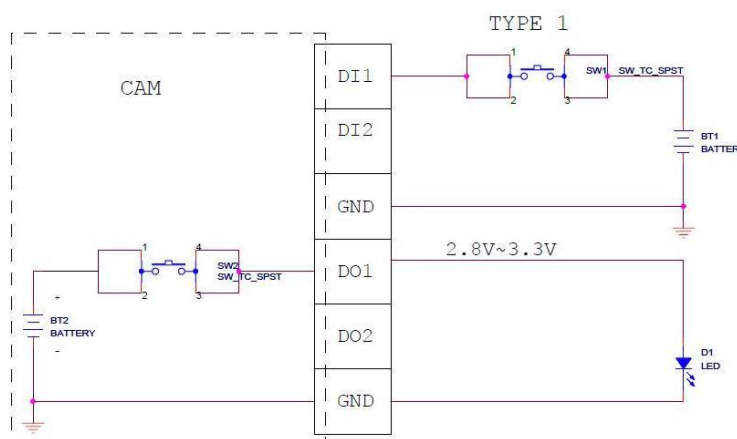 TYPE 1
CAM
DI1
1
4
2
3
SW1
SW_TC_SPST
DI2
BT1
BATTER
GND
2.8V~3.3V
1
4
2
3
SW2
SW_TC_SPST
DO1
+
BT2
BATTERY
-
DO2
D1
LED
GND